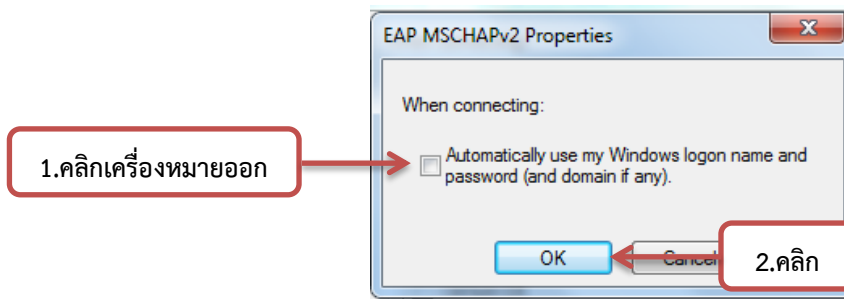 EAP MSCHAPv2 Properties
When connecting:
1.คลิกเครื่องหมายออก
Automatically use my Windows logon name and
password (and domain if any).
OK
Cancel
2.คลิก